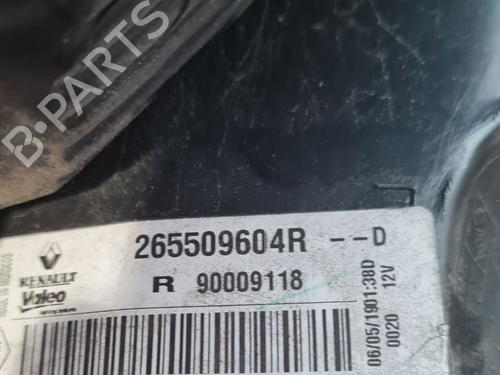 B-PARTS
265509604R --D
RENAULT
Valeo
R 90009118
06/05/1901:38D
0020 12V